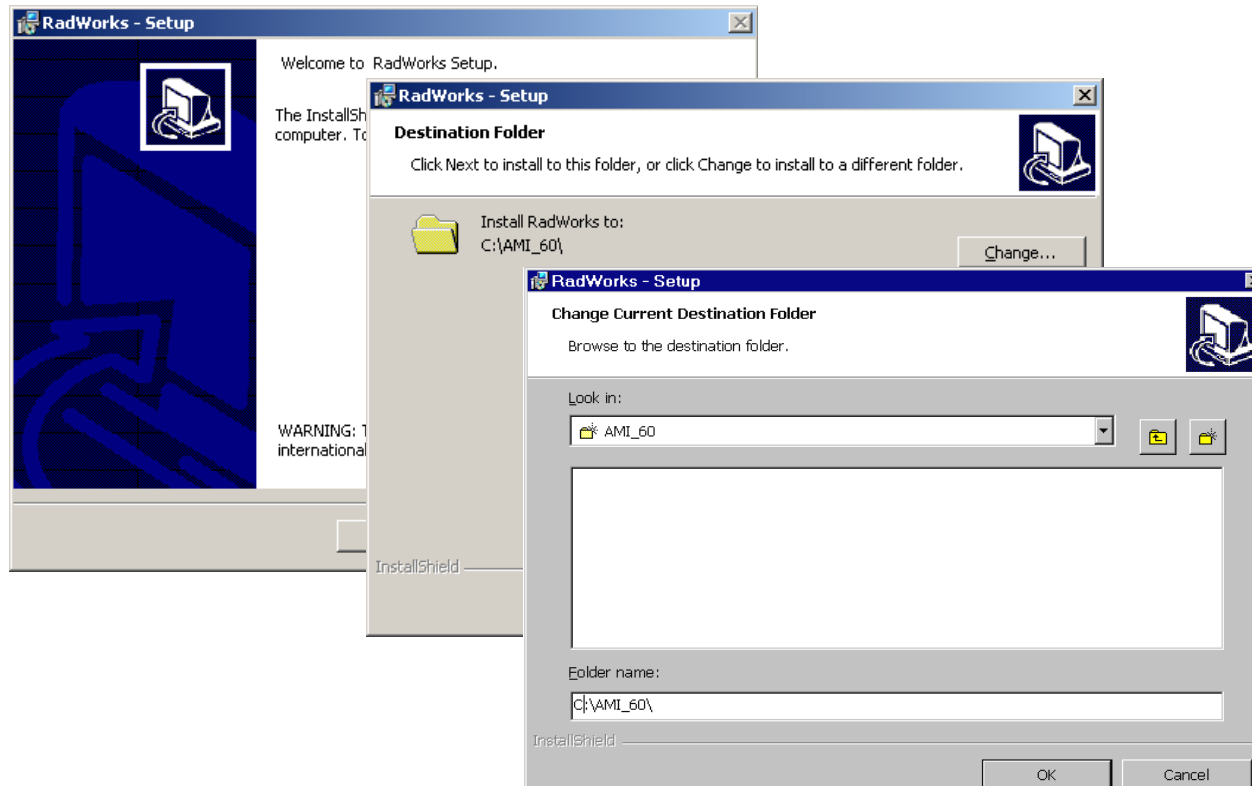 RadWorks - Setup
Welcome to RadWorks Setup.
The InstallSh
computer. To
WARNING: T
international
RadWorks - Setup
Destination Folder
Click Next to install to this folder, or click Change to install to a different folder.
Install RadWorks to:
C:\AMI_60\
Change...
InstallShield
RadWorks - Setup
Change Current Destination Folder
Browse to the destination folder.
Look in:
AMI_60
Folder name:
C:\AMI_60\
InstallShield
OK
Cancel